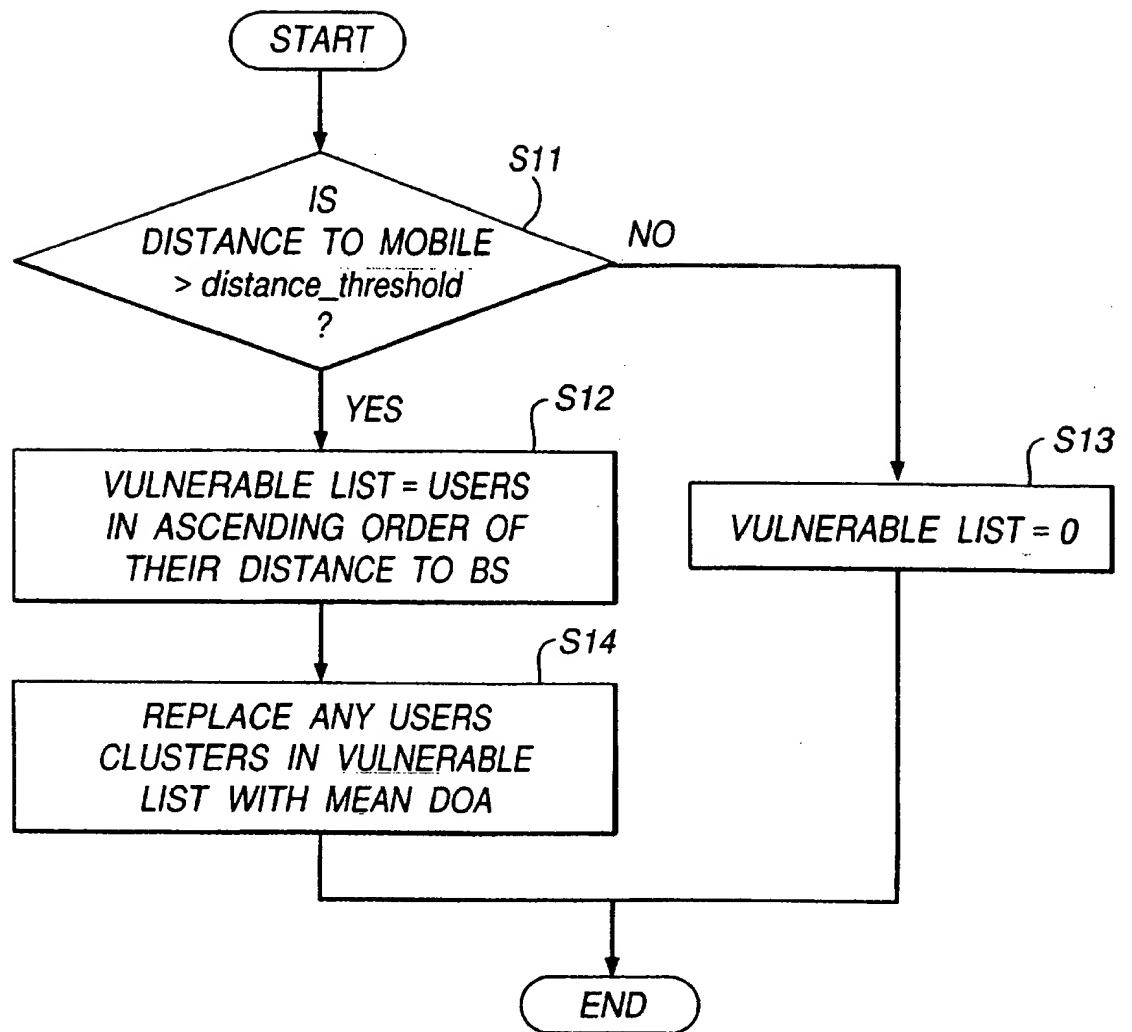 START
S11
IS
DISTANCE TO MOBILE
> distance_threshold
?
NO
YES
S12
VULNERABLE LIST = USERS
IN ASCENDING ORDER OF
THEIR DISTANCE TO BS
S13
VULNERABLE LIST = 0
S14
REPLACE ANY USERS
CLUSTERS IN VULNERABLE
LIST WITH MEAN DOA
END